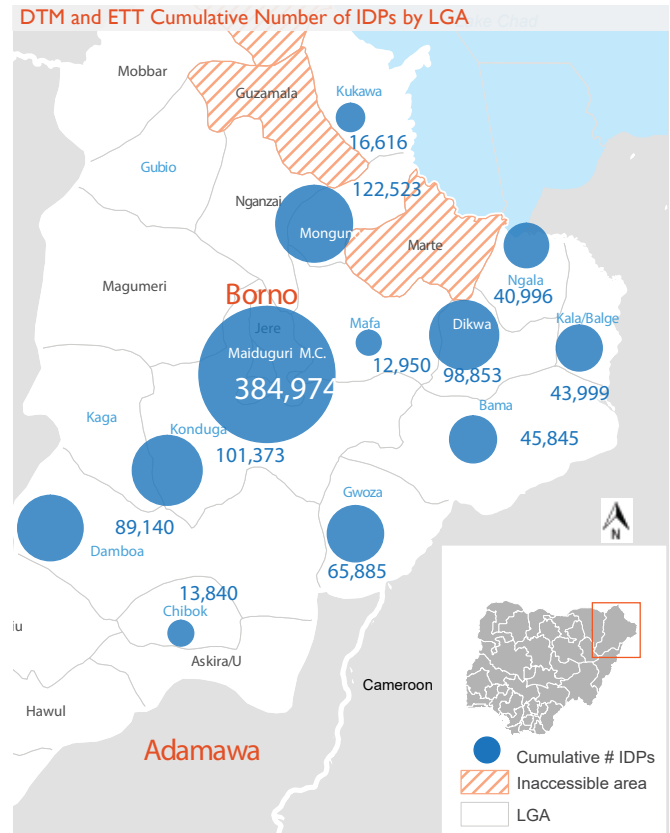 DTM and ETT Cumulative Number of IDPs by LGA
Mobbar
Guzamala
Kukawa
16,616
Gubio
122,523
Nganzai
Mongun
Marte
Ngala
40,996
Magumeri
Borno
Jere
Mafa
Dikwa
Kala/Balge
Maiduguri M.C.
12,950
98,853
384,974
43,999
Bama
Kaga
Konduga
45,845
101,373
Gwoza
89,140
Damboa
65,885
13,840
Chibok
iu
Askira/U
Cameroon
Hawul
Adamawa
N
Cumulative # IDPs
Inaccessible area
LGA